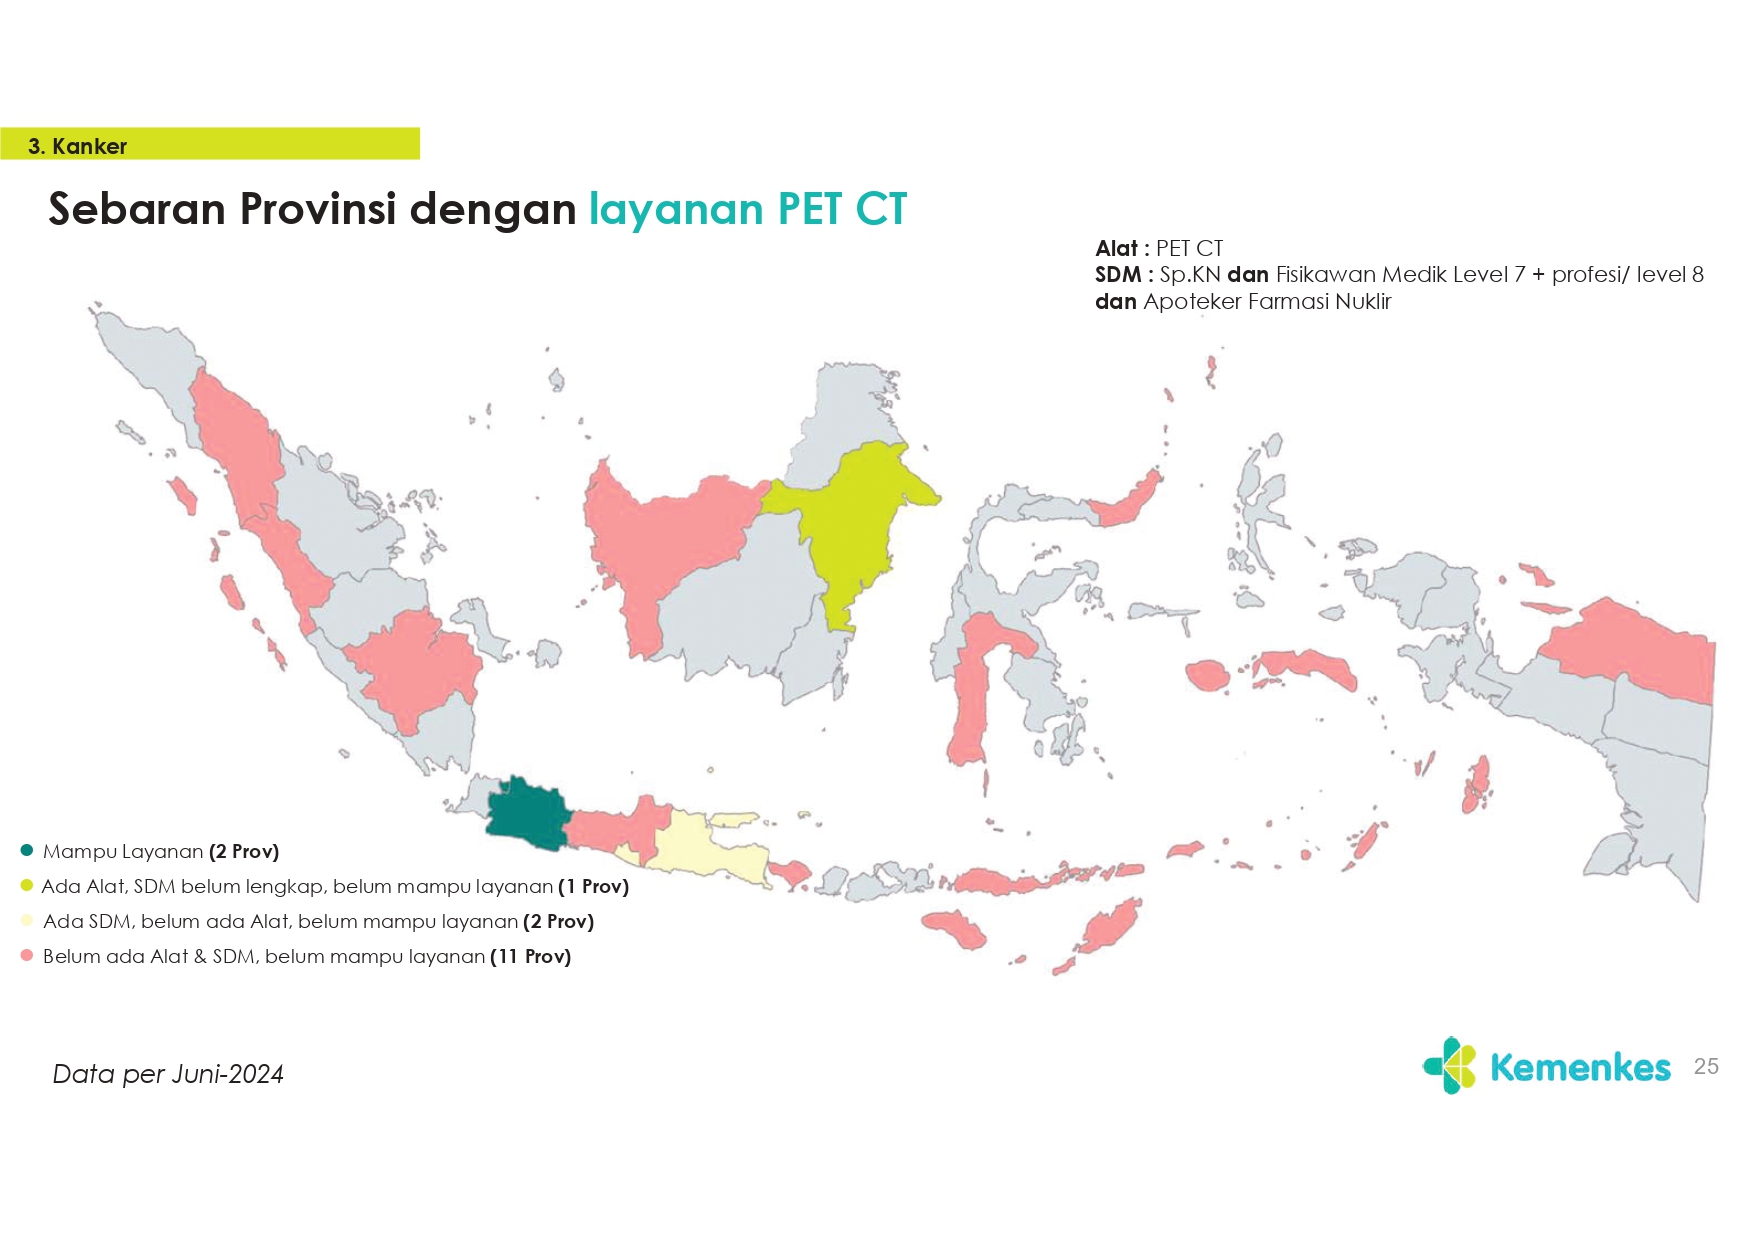 3. Kanker
Sebaran Provinsi dengan layanan PET CT
Alat : PET CT
SDM : Sp.KN dan Fisikawan Medik Level 7 + profesi/ level 8
dan Apoteker Farmasi Nuklir
Mampu Layanan (2 Prov)
Ada Alat, SDM belum lengkap, belum mampu layanan (1 Prov)
Ada SDM, belum ada Alat, belum mampu layanan (2 Prov)
Belum ada Alat & SDM, belum mampu layanan (11 Prov)
Data per Juni-2024
Kemenkes
25